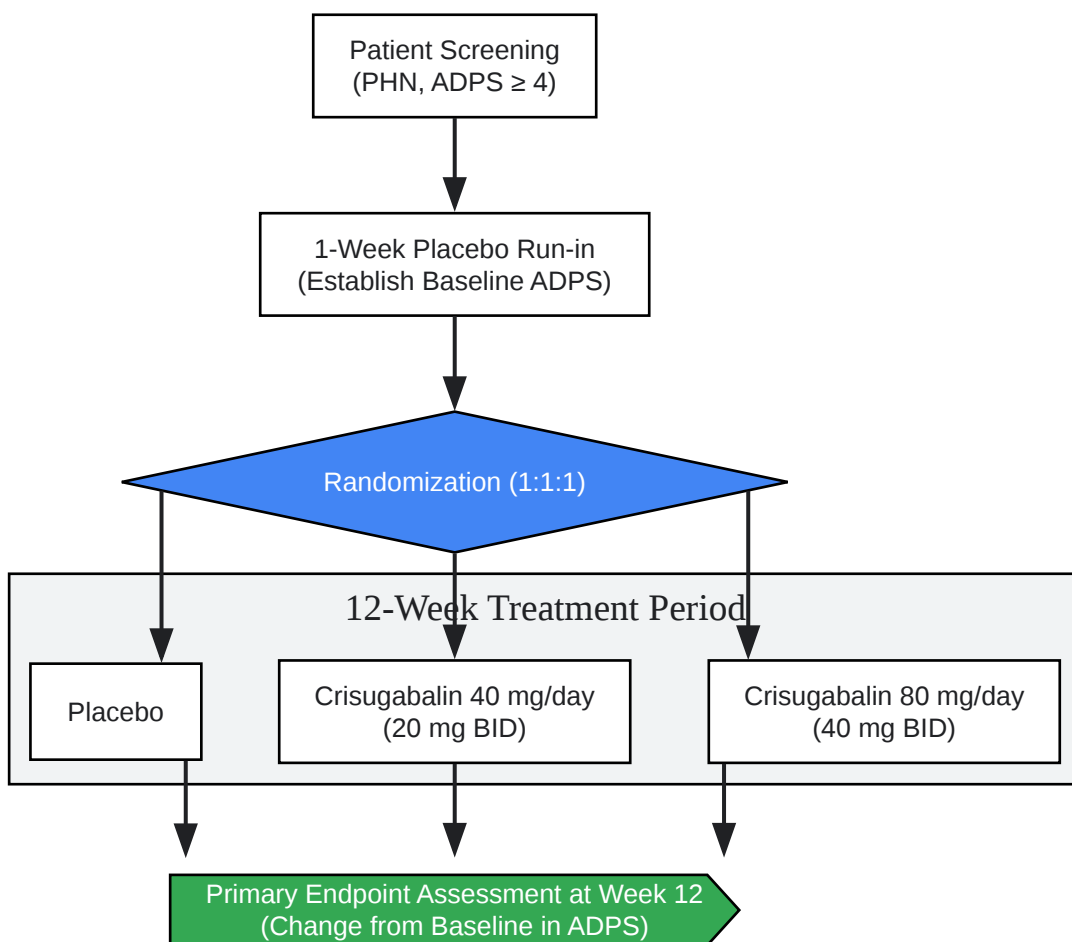 Patient Screening
(PHN, ADPS ≥ 4)
1-Week Placebo Run-in
(Establish Baseline ADPS)
Randomization (1:1:1)
12-Week Treatment Period
Placebo
Crisugabalin 40 mg/day
(20 mg BID)
Crisugabalin 80 mg/day
(40 mg BID)
Primary Endpoint Assessment at Week 12
(Change from Baseline in ADPS)